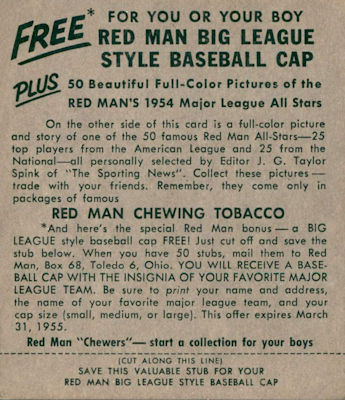 FREE* FOR YOU OR YOUR BOY
RED MAN BIG LEAGUE
STYLE BASEBALL CAP
PLUS 50 Beautiful Full-Color Pictures of the
RED MAN'S 1954 Major League All Stars
On the other side of this card is a full-color picture
and story of one of the 50 famous Red Man All-Stars—25
top players from the American League and 25 from the
National—all personally selected by Editor J. G. Taylor
Spink of "The Sporting News". Collect these pictures—
trade with your friends. Remember, they come only in
packages of famous
RED MAN CHEWING TOBACCO
*And here's the special Red Man bonus—a BIG
LEAGUE style baseball cap FREE! Just cut off and save the
stub below. When you have 50 stubs, mail them to Red
Man, Box 68, Toledo 6, Ohio. YOU WILL RECEIVE A BASE-
BALL CAP WITH THE INSIGNIA OF YOUR FAVORITE MAJOR
LEAGUE TEAM. Be sure to print your name and address,
the name of your favorite major league team, and your
cap size (small, medium, or large). This offer expires March
31, 1955.
Red Man "Chewers"—start a collection for your boys
(CUT ALONG THIS LINE)
SAVE THIS VALUABLE STUB FOR YOUR
RED MAN BIG LEAGUE STYLE BASEBALL CAP